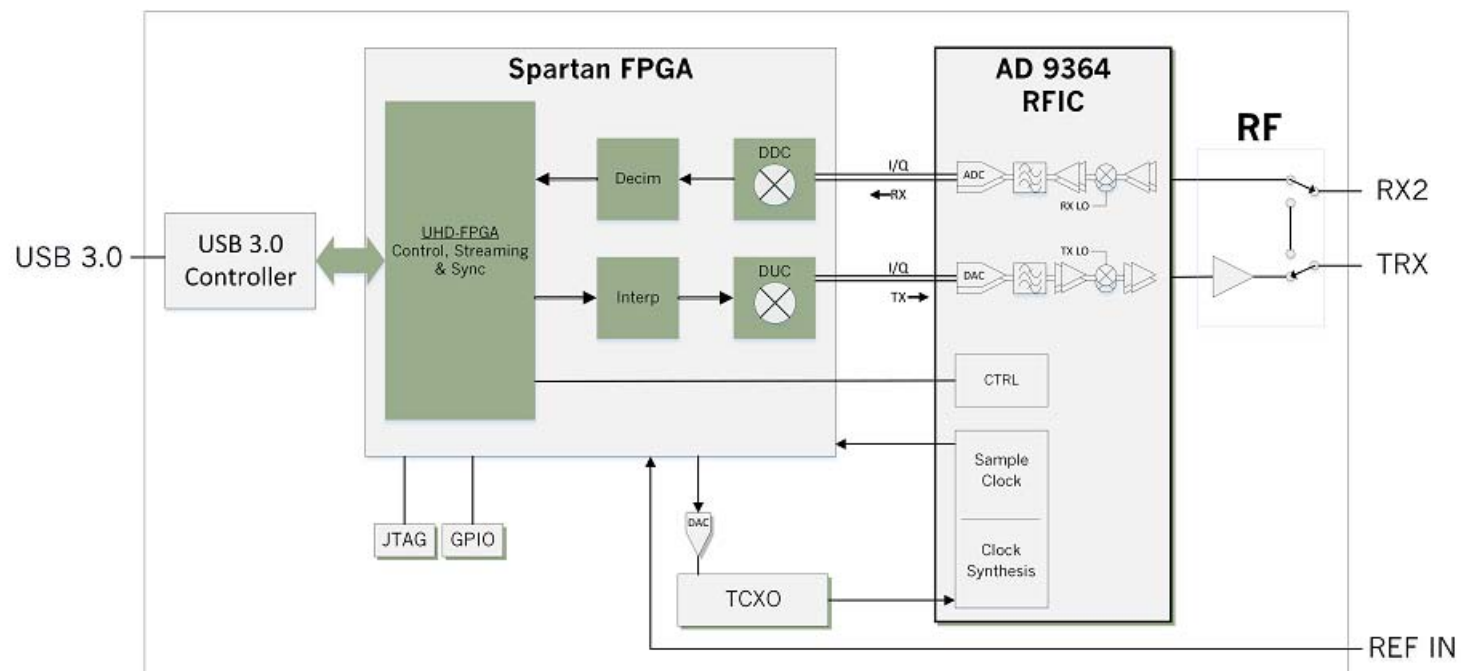 Spartan FPGA
AD 9364
RFIC
RF
DDC
Decim
I/Q
RX
ADC
RX LO
RX2
UHD-FPGA
Control, Streaming
& Sync
USB 3.0
USB 3.0
Controller
Interp
DUC
I/Q
TX
DAC
TX LO
TRX
CTRL
Sample
Clock
Clock
Synthesis
JTAG
GPIO
DAC
TCXO
REF IN